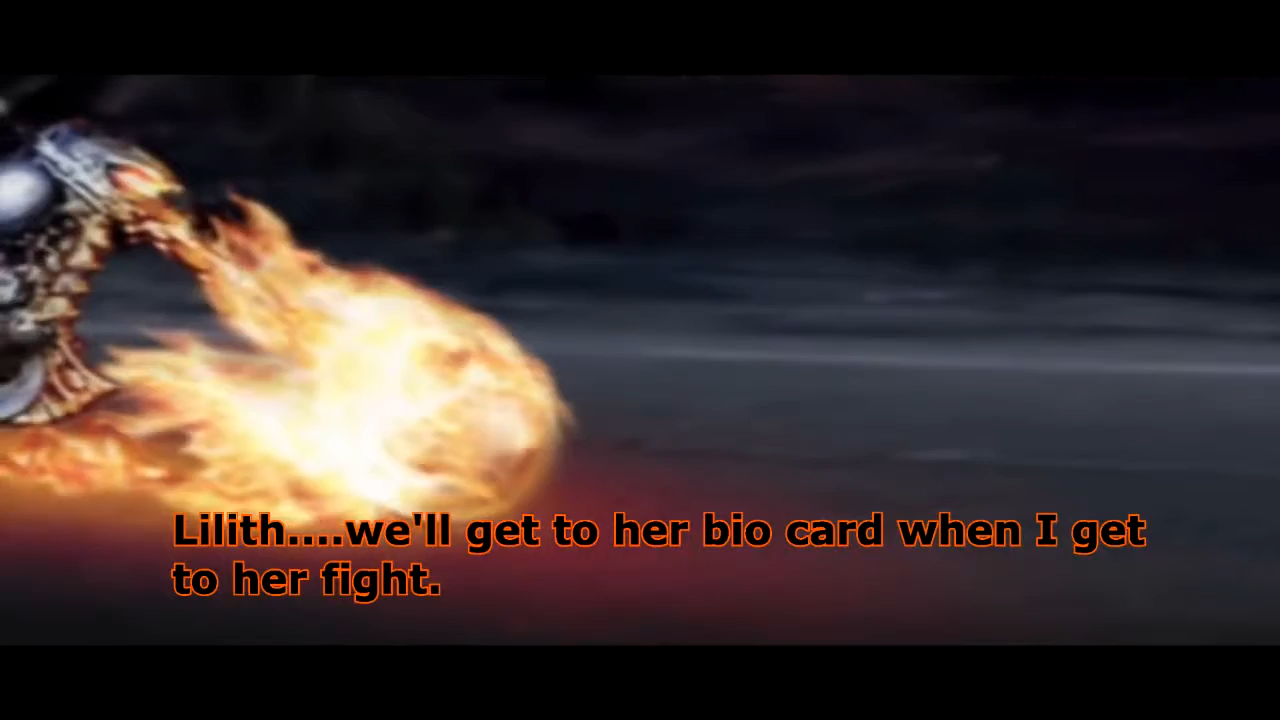 Lilith....we'll get to her bio card when I get
to her fight.